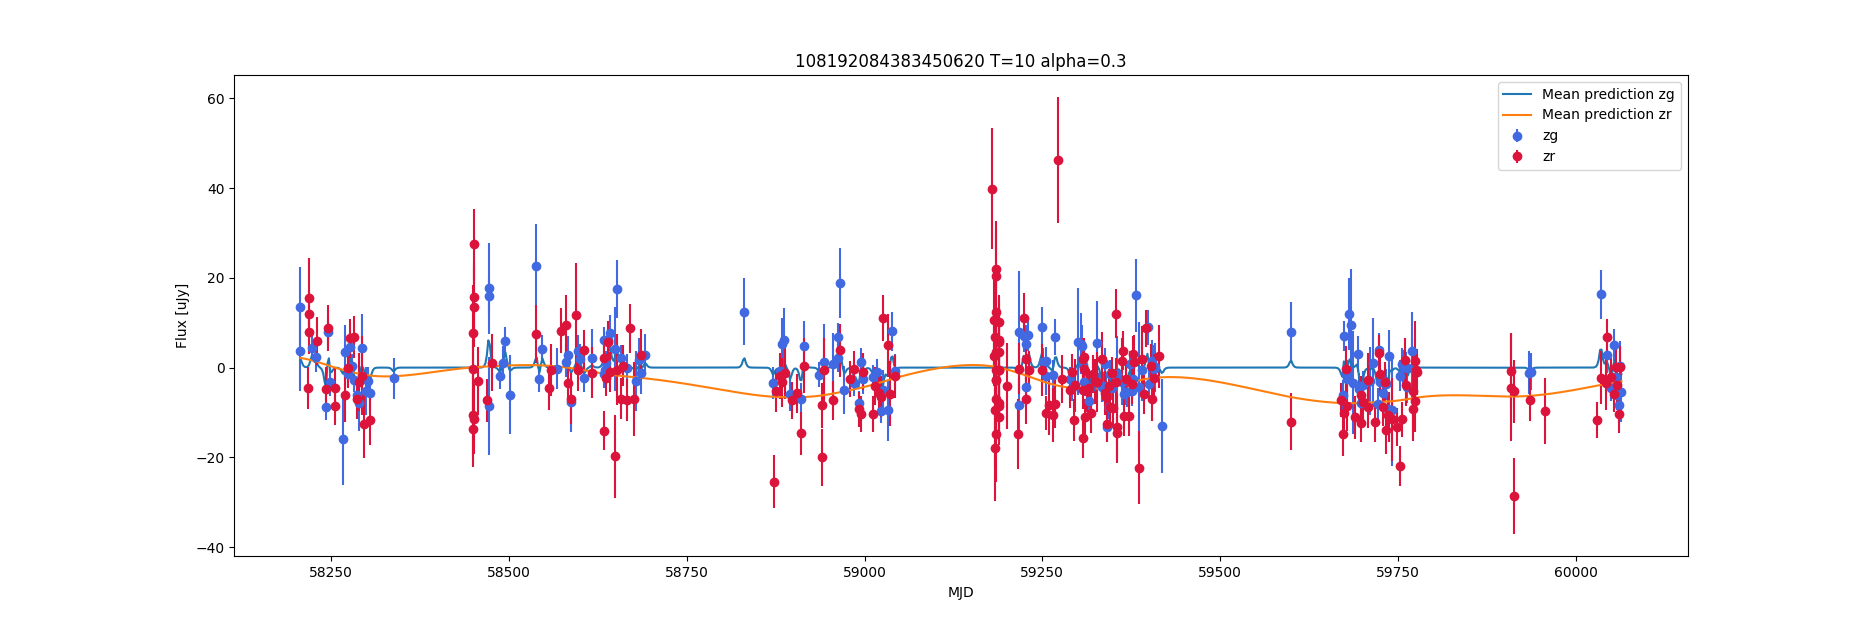 108192084383450620 T=10 alpha=0.3
Mean prediction zg
Mean prediction zr
zg
zr
60
40
20
0
−20
−40
Flux [uJy]
58250 58500 58750 59000 59250 59500 59750 60000
MJD